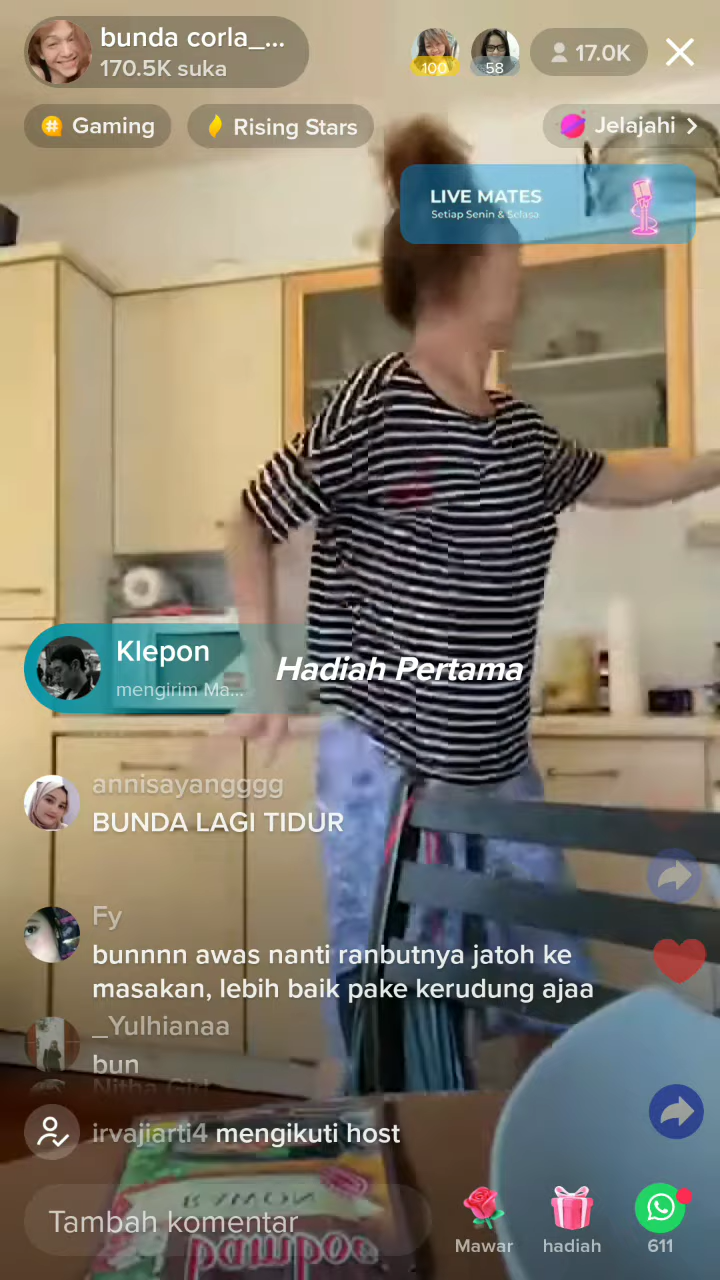 bunda corla_...
170.5K suka
100
58
17.0K
Gaming
Rising Stars
Jelajahi
LIVE MATES
Setiap Senin & Selasa
Klepon
mengirim Ma...
Hadiah Pertama
annisayangggg
BUNDA LAGI TIDUR
Fy
bunnnn awas nanti ranbutnya jatoh ke
masakan, lebih baik pake kerudung ajaa
_Yulhianaa
bun
Nitha Girl
irvajiarti4 mengikuti host
Tambah komentar
Mawar
hadiah
611